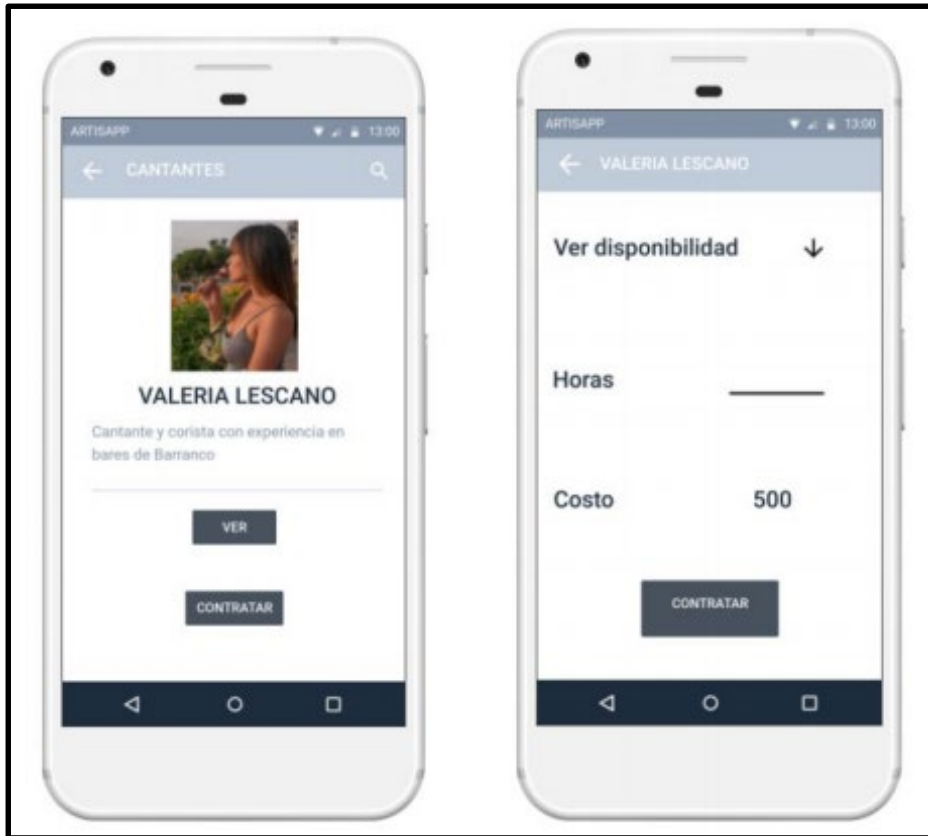 ARTISAPP 13:00
CANTANTES
VALERIA LESCANO
Cantante y corista con experiencia en
bares de Barranco
VER
CONTRATAR
ARTISAPP 13:00
VALERIA LESCANO
Ver disponibilidad
Horas
Costo 500
CONTRATAR